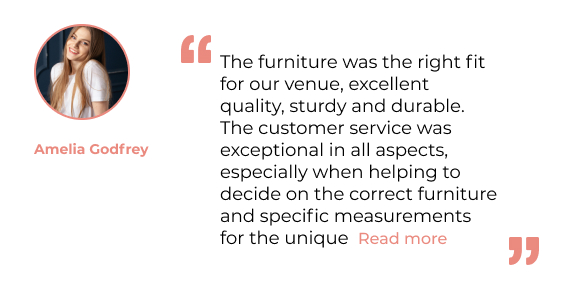 Amelia Godfrey
The furniture was the right fit
for our venue, excellent
quality, sturdy and durable.
The customer service was
exceptional in all aspects,
especially when helping to
decide on the correct furniture
and specific measurements
for the unique Read more